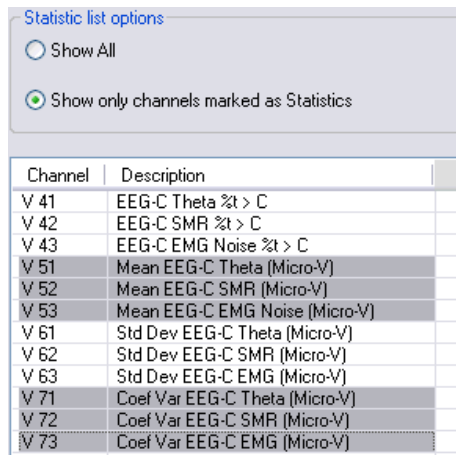 Statistic list options
Show All
Show only channels marked as Statistics
Channel Description
V 41 EEG-C Theta %t > C
V 42 EEG-C SMR %t > C
V 43 EEG-C EMG Noise %t > C
V 51 Mean EEG-C Theta (Micro-V)
V 52 Mean EEG-C SMR (Micro-V)
V 53 Mean EEG-C EMG Noise (Micro-V)
V 61 Std Dev EEG-C Theta (Micro-V)
V 62 Std Dev EEG-C SMR (Micro-V)
V 63 Std Dev EEG-C EMG (Micro-V)
V 71 Coef Var EEG-C Theta (Micro-V)
V 72 Coef Var EEG-C SMR (Micro-V)
V 73 Coef Var EEG-C EMG (Micro-V)